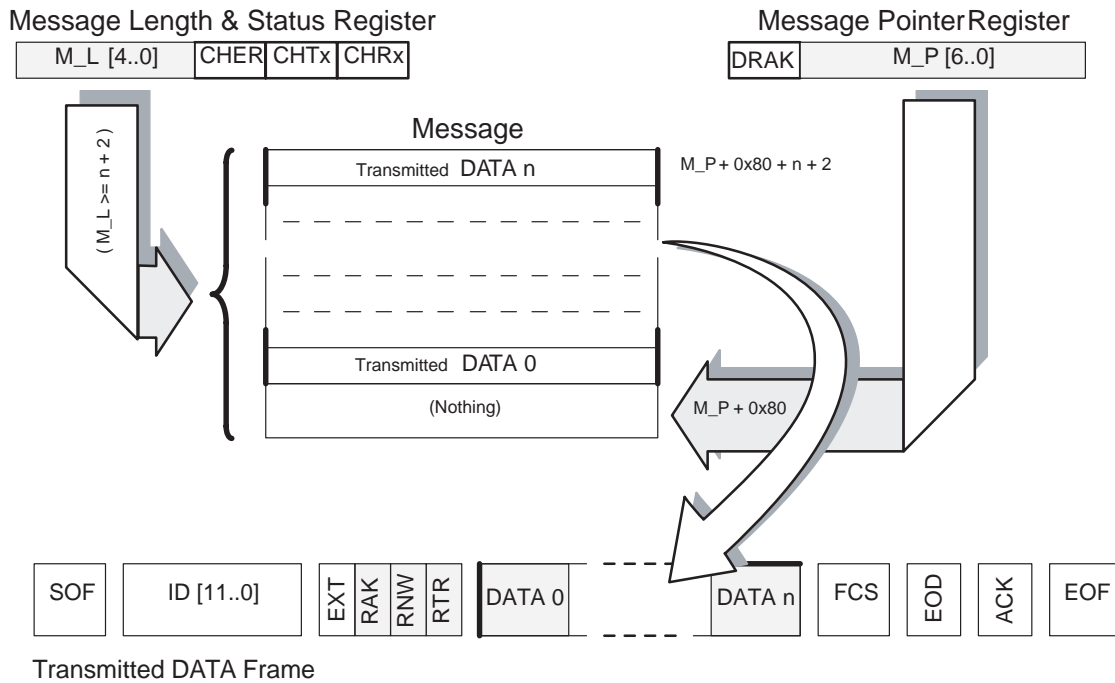 Message Length & Status Register
Message Pointer Register
M_L [4..0] CHER CHTx CHRx
DRAK M_P [6..0]
( M_L >= n + 2 )
Message
Transmitted DATA n
M_P + 0x80 + n + 2
Transmitted DATA 0
(Nothing)
M_P + 0x80
SOF ID [11..0] EXT RAK RNW RTR DATA 0 DATA n FCS EOD ACK EOF
Transmitted DATA Frame